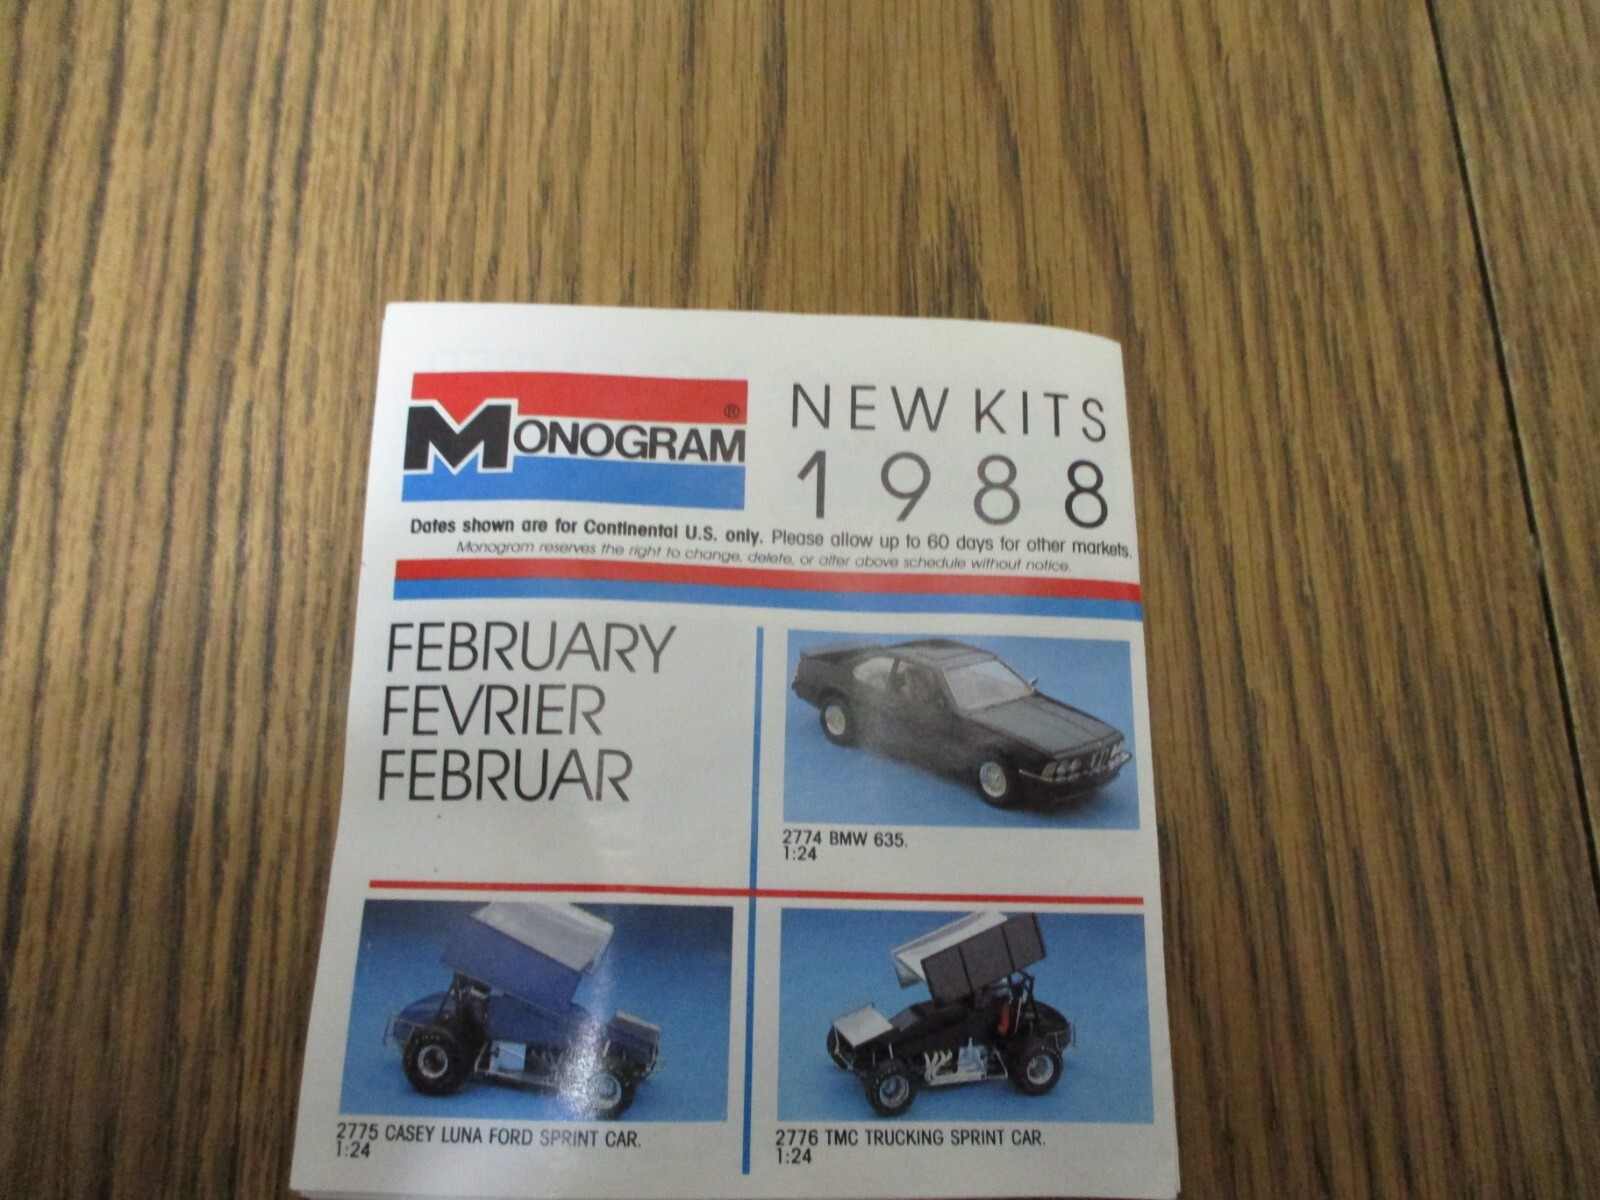 MONOGRAM®
NEW KITS
1988
Dates shown are for Continental U.S. only. Please allow up to 60 days for other markets.
Monogram reserves the right to change, delete, or alter above schedule without notice.
FEBRUARY
FEVRIER
FEBRUAR
2774 BMW 635.
1:24
2775 CASEY LUNA FORD SPRINT CAR.
1:24
2776 TMC TRUCKING SPRINT CAR.
1:24